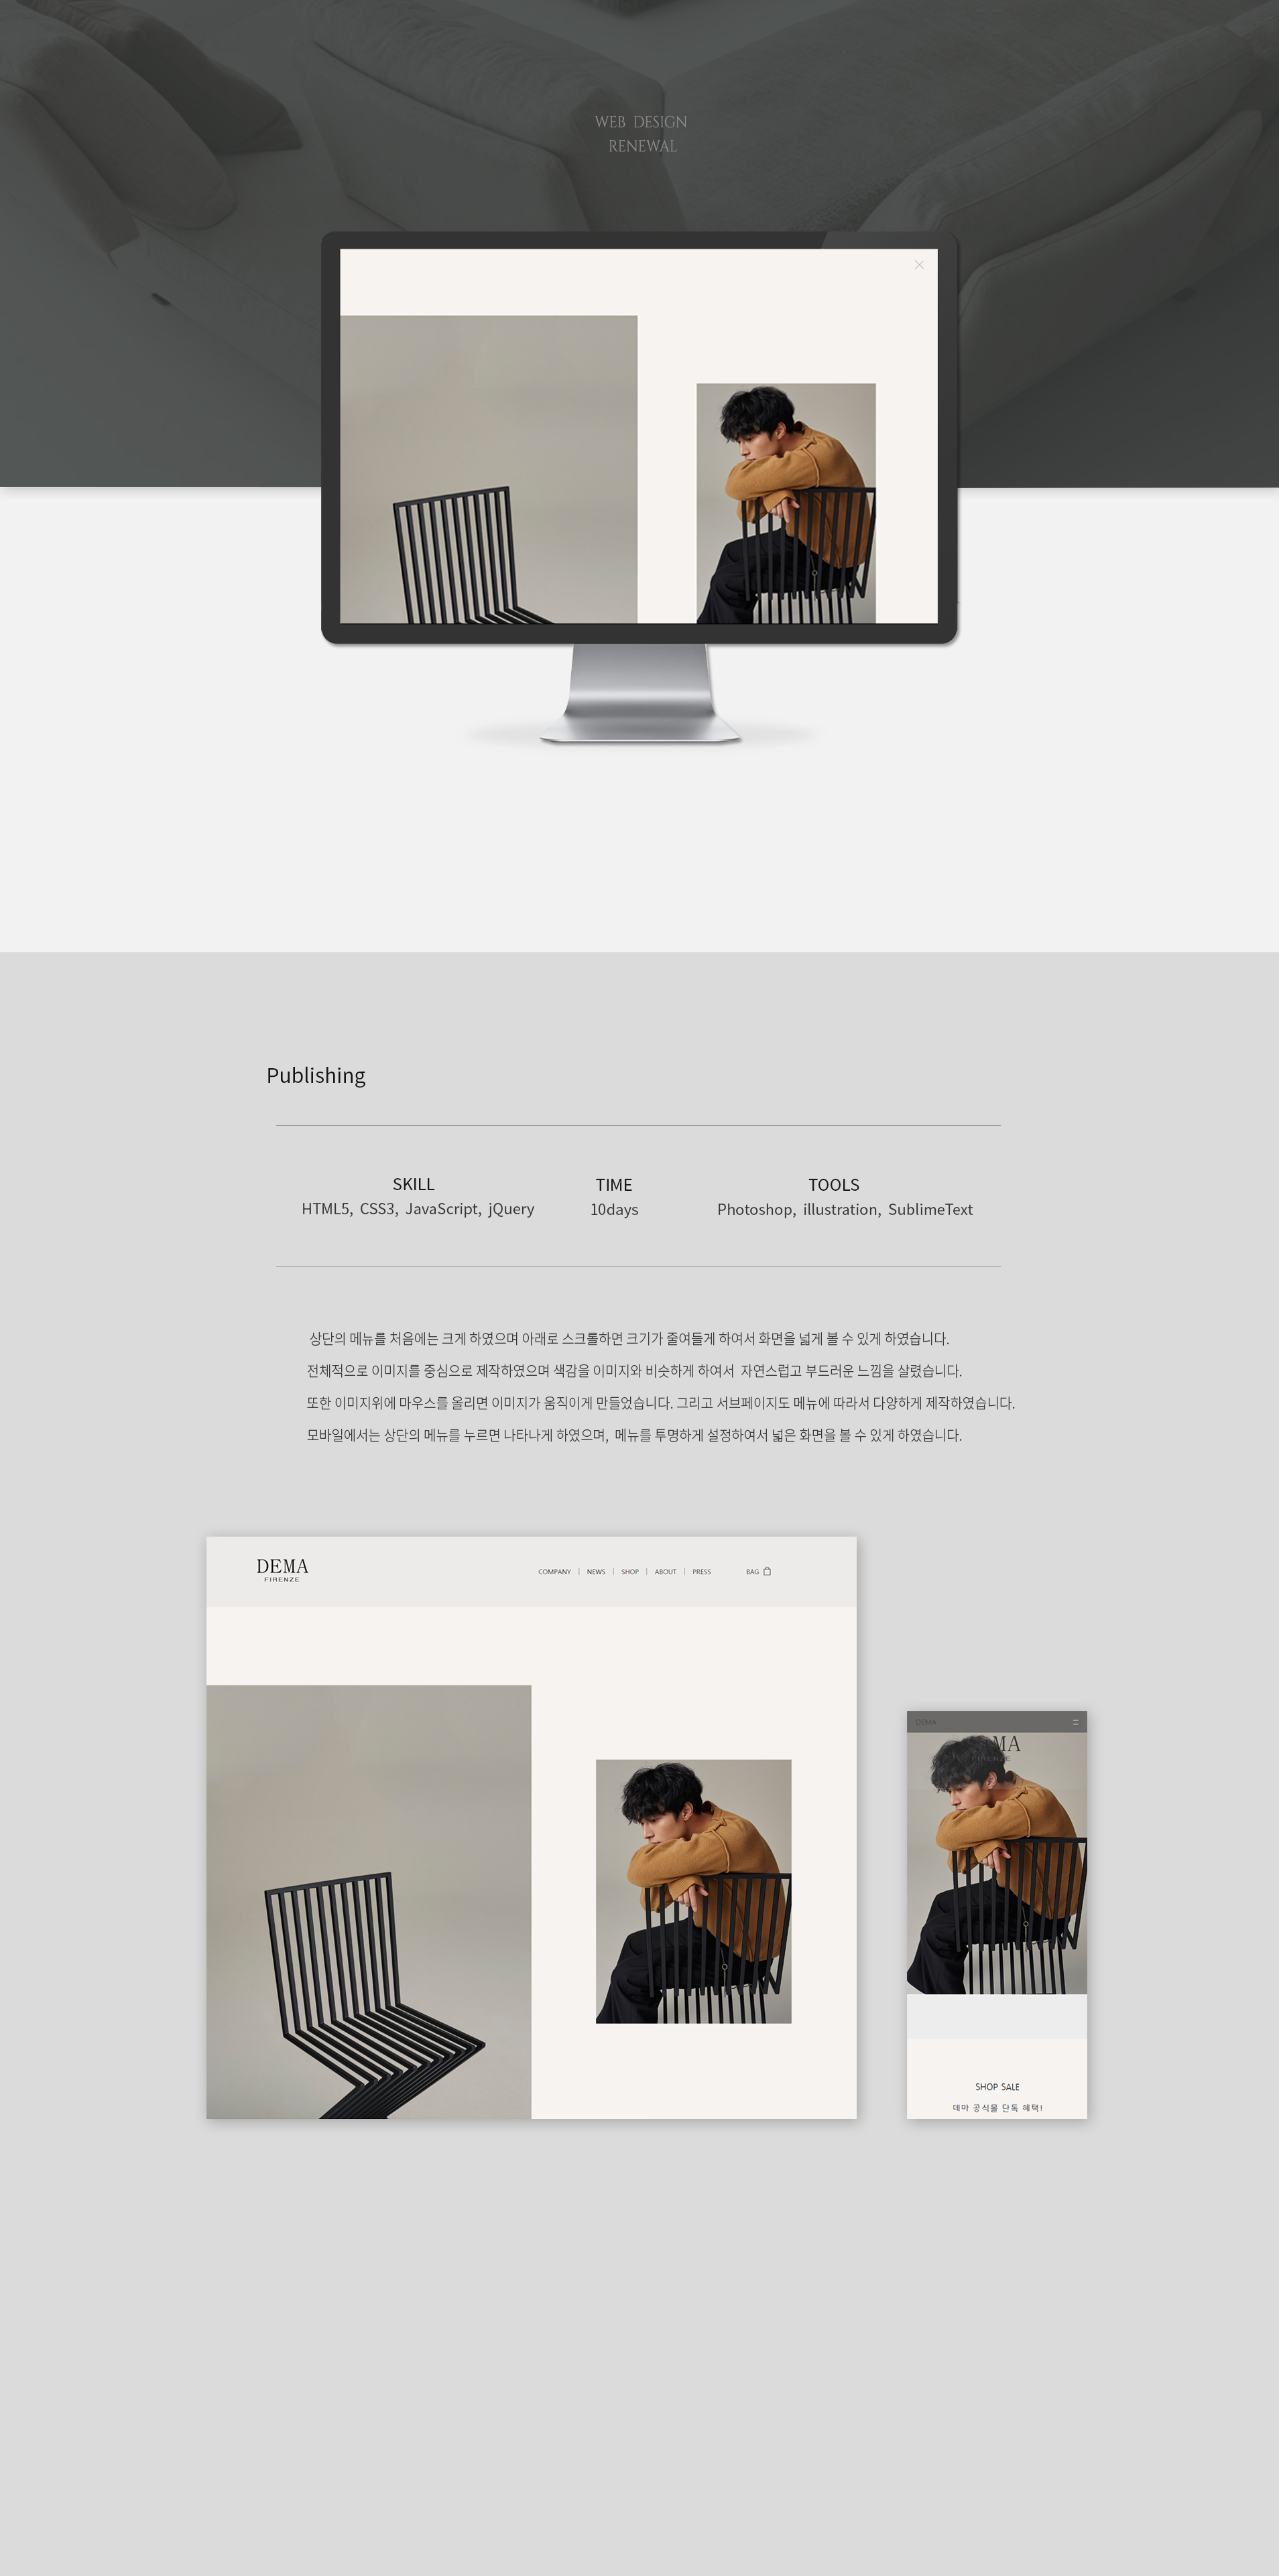 WEB DESIGN
RENEWAL
Publishing
SKILL
HTML5, CSS3, JavaScript, jQuery
TIME
10days
TOOLS
Photoshop, illustration, SublimeText
상단의 메뉴를 처음에는 크게 하였으며 아래로 스크롤하면 크기가 줄여들게 하여서 화면을 넓게 볼 수 있게 하였습니다.
전체적으로 이미지를 중심으로 제작하였으며 색감을 이미지와 비슷하게 하여서 자연스럽고 부드러운 느낌을 살렸습니다.
또한 이미지위에 마우스를 올리면 이미지가 움직이게 만들었습니다. 그리고 서브페이지도 메뉴에 따라서 다양하게 제작하였습니다.
모바일에서는 상단의 메뉴를 누르면 나타나게 하였으며, 메뉴를 투명하게 설정하여서 넓은 화면을 볼 수 있게 하였습니다.
DEMA
FIRENZE
COMPANY | NEWS | SHOP | ABOUT | PRESS BAG
DEMA
DEMA
FIRENZE
SHOP SALE
데마 공식몰 단독 혜택!